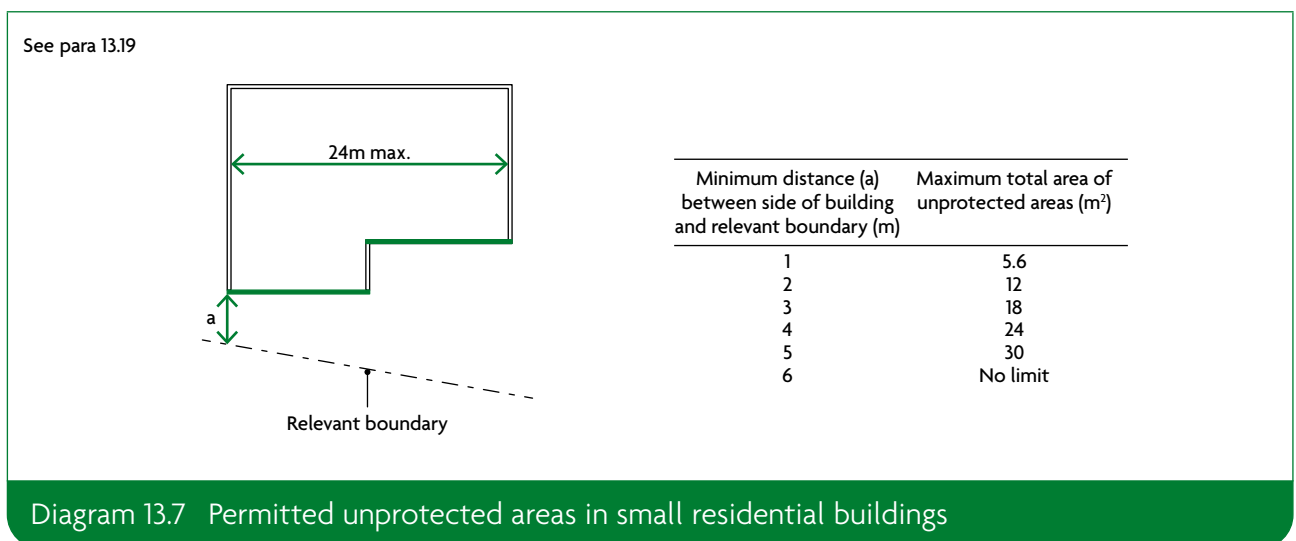 See para 13.19
24m max.
a
Relevant boundary
Minimum distance (a)
between side of building
and relevant boundary (m)
Maximum total area of
unprotected areas (m²)
1 5.6
2 12
3 18
4 24
5 30
6 No limit
Diagram 13.7 Permitted unprotected areas in small residential buildings